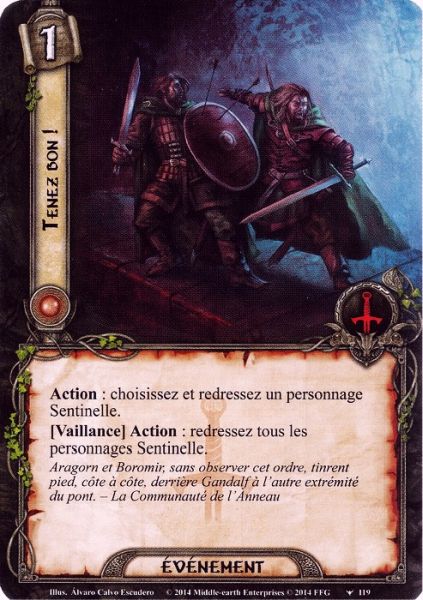 1
TENEZ BON !
Action : choisissez et redressez un personnage
Sentinelle.
[Vaillance] Action : redressez tous les
personnages Sentinelle.
Aragorn et Boromir, sans observer cet ordre, tinrent
pied, côte à côte, derrière Gandalf à l'autre extrémité
du pont. – La Communauté de l'Anneau
ÉVÉNEMENT
Illus. Álvaro Calvo Escudero © 2014 Middle-earth Enterprises © 2014 FFG 119